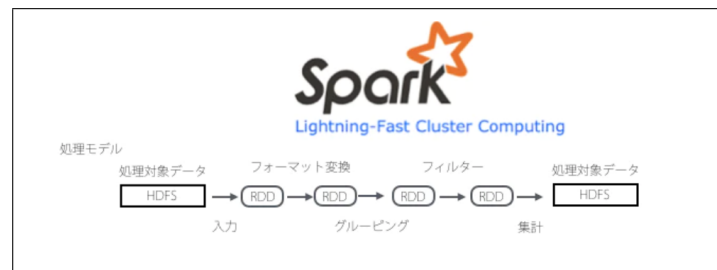 Spark
Lightning-Fast Cluster Computing
処理モデル
処理対象データ フォーマット変換 フィルター 処理対象データ
HDFS RDD RDD RDD RDD HDFS
入力 グルーピング 集計